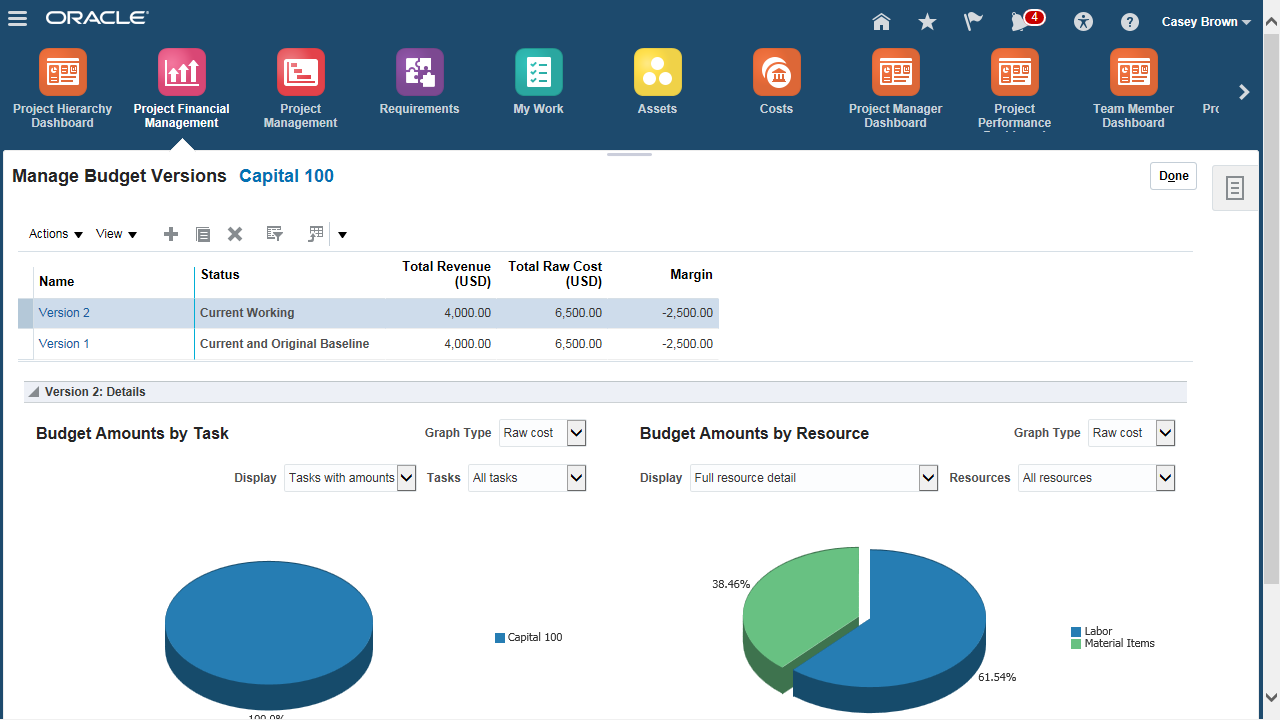 ORACLE
4
Casey Brown
Project Hierarchy
Dashboard
Project Financial
Management
Project
Management
Requirements
My Work
Assets
Costs
Project Manager
Dashboard
Project
Performance
Team Member
Dashboard
Manage Budget Versions Capital 100
Done
Actions View
Name Status Total Revenue (USD) Total Raw Cost (USD) Margin
Version 2 Current Working 4,000.00 6,500.00 -2,500.00
Version 1 Current and Original Baseline 4,000.00 6,500.00 -2,500.00
Version 2: Details
Budget Amounts by Task
Graph Type Raw cost
Display Tasks with amounts Tasks All tasks
Capital 100
100.0%
Budget Amounts by Resource
Graph Type Raw cost
Display Full resource detail Resources All resources
38.46%
Labor
Material Items
61.54%